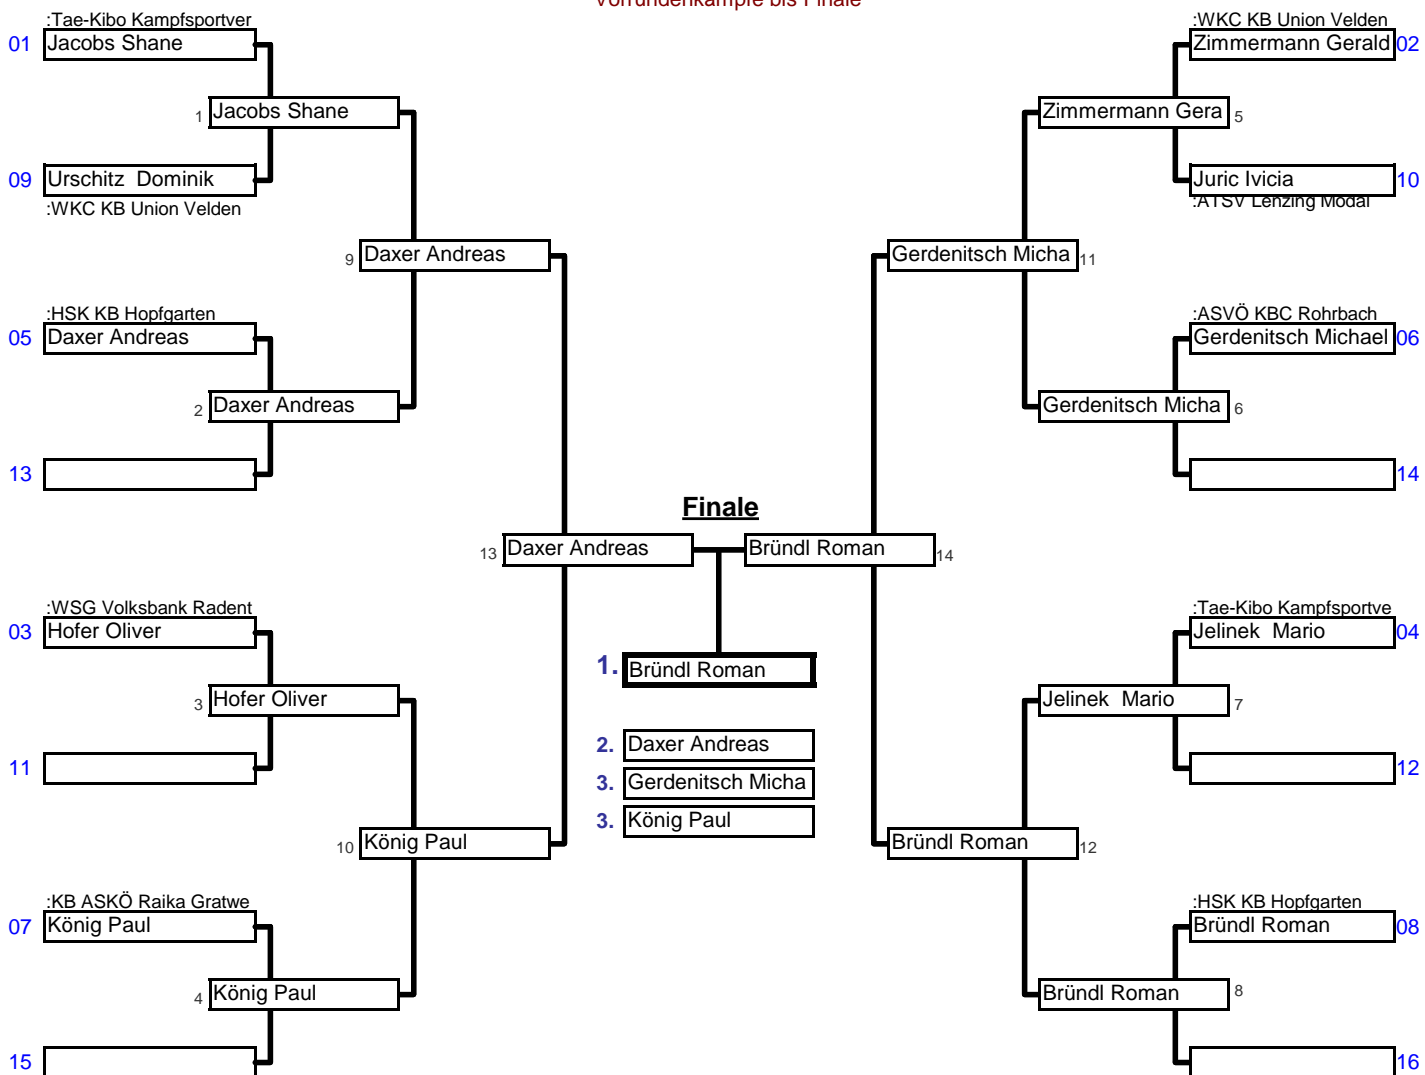 Vorrundenkämpfe bis Finale
:Tae-Kibo Kampfsportver
01 Jacobs Shane
1 Jacobs Shane
09 Urschitz Dominik
:WKC KB Union Velden
9 Daxer Andreas
:HSK KB Hopfgarten
05 Daxer Andreas
2 Daxer Andreas
13
13 Daxer Andreas
:WSG Volksbank Radent
03 Hofer Oliver
3 Hofer Oliver
11
10 König Paul
:KB ASKÖ Raika Gratwe
07 König Paul
4 König Paul
15
Finale
1. Bründl Roman
2. Daxer Andreas
3. Gerdenitsch Micha
3. König Paul
:WKC KB Union Velden
Zimmermann Gerald 02
Zimmermann Gera 5
Juric Ivicia 10
:ATSV Lenzing Modal
Gerdenitsch Micha 11
:ASVÖ KBC Rohrbach
Gerdenitsch Michael 06
Gerdenitsch Micha 6
14
Bründl Roman 14
:Tae-Kibo Kampfsportve
Jelinek Mario 04
Jelinek Mario 7
12
Bründl Roman 12
:HSK KB Hopfgarten
Bründl Roman 08
Bründl Roman 8
16